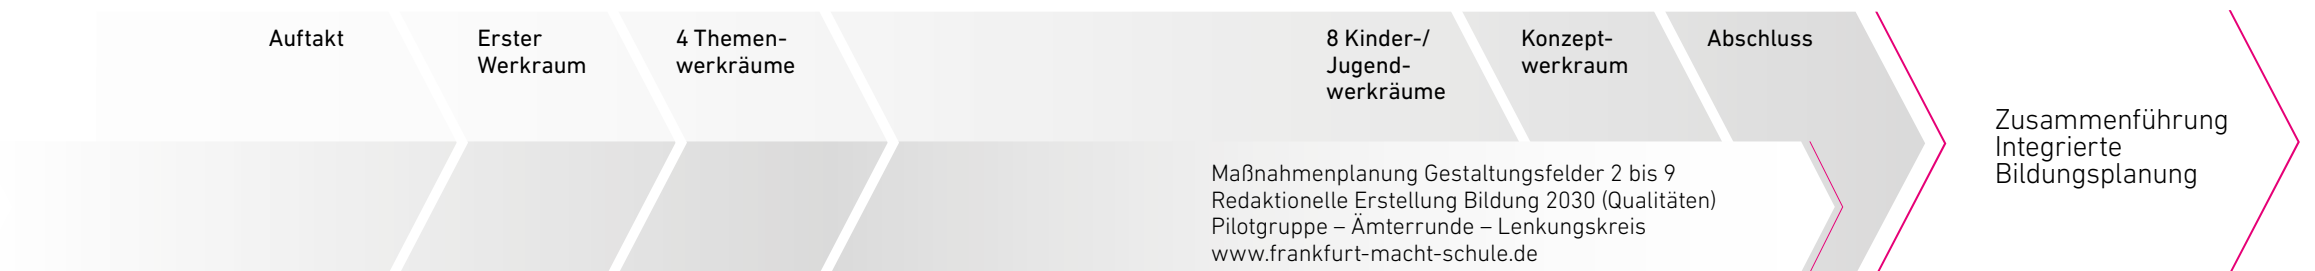 Auftakt
Erster
Werkraum
4 Themen-
werkräume
8 Kinder-/
Jugend-
werkräume
Konzept-
werkraum
Abschluss
Maßnahmenplanung Gestaltungsfelder 2 bis 9
Redaktionelle Erstellung Bildung 2030 (Qualitäten)
Pilotgruppe – Ämterrunde – Lenkungskreis
www.frankfurt-macht-schule.de
Zusammenführung
Integrierte
Bildungsplanung